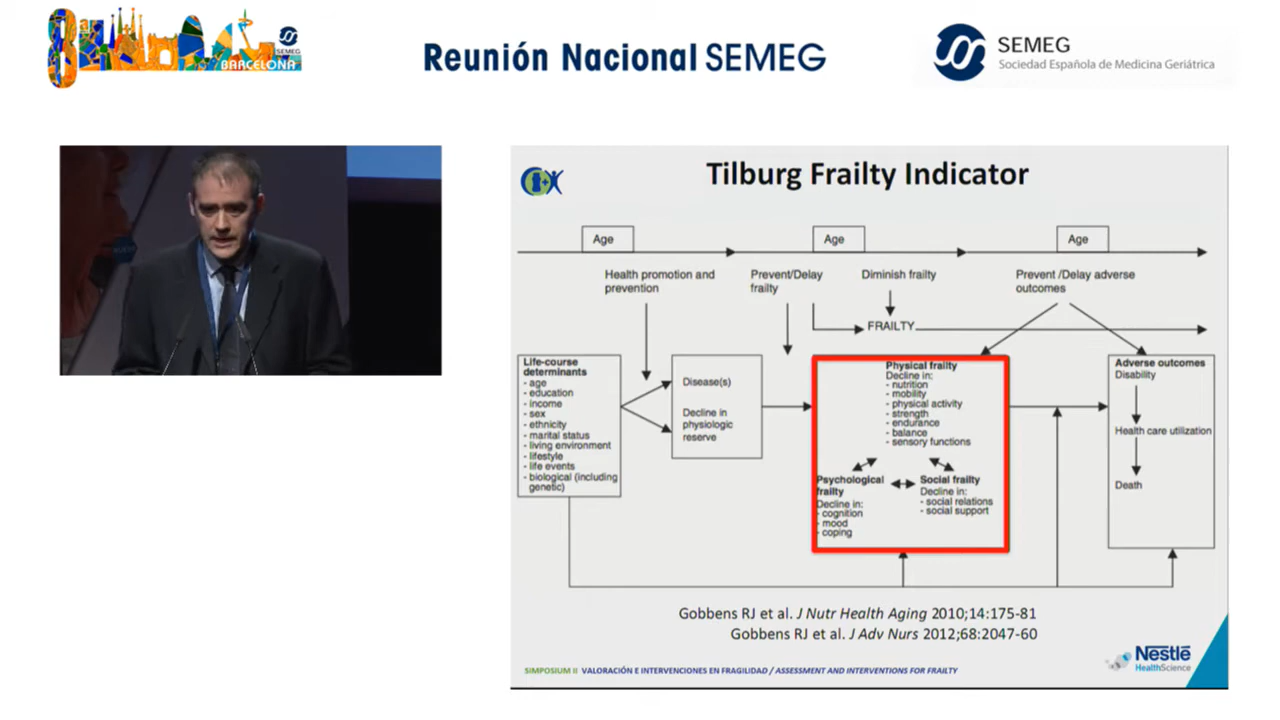 8ª
SEMEG
BARCELONA
Reunión Nacional SEMEG
SEMEG
Sociedad Española de Medicina Geriátrica
Tilburg Frailty Indicator
Age
Age
Age
Health promotion and
prevention
Prevent/Delay
frailty
Diminish frailty
Prevent /Delay adverse
outcomes
FRAILTY
Life-course
determinants
- age
- education
- income
- sex
- ethnicity
- marital status
- living environment
- lifestyle
- life events
- biological (including
genetic)
Disease(s)
Decline in
physiologic
reserve
Physical frailty
Decline in:
- nutrition
- mobility
- physical activity
- strength
- endurance
- balance
- sensory functions
Psychological
frailty
Decline in:
- cognition
- mood
- coping
Social frailty
Decline in:
- social relations
- social support
Adverse outcomes
Disability
Health care utilization
Death
Gobbens RJ et al. J Nutr Health Aging 2010;14:175-81
Gobbens RJ et al. J Adv Nurs 2012;68:2047-60
SIMPOSIUM II VALORACIÓN E INTERVENCIONES EN FRAGILIDAD / ASSESSMENT AND INTERVENTIONS FOR FRAILTY
Nestlé
HealthScience